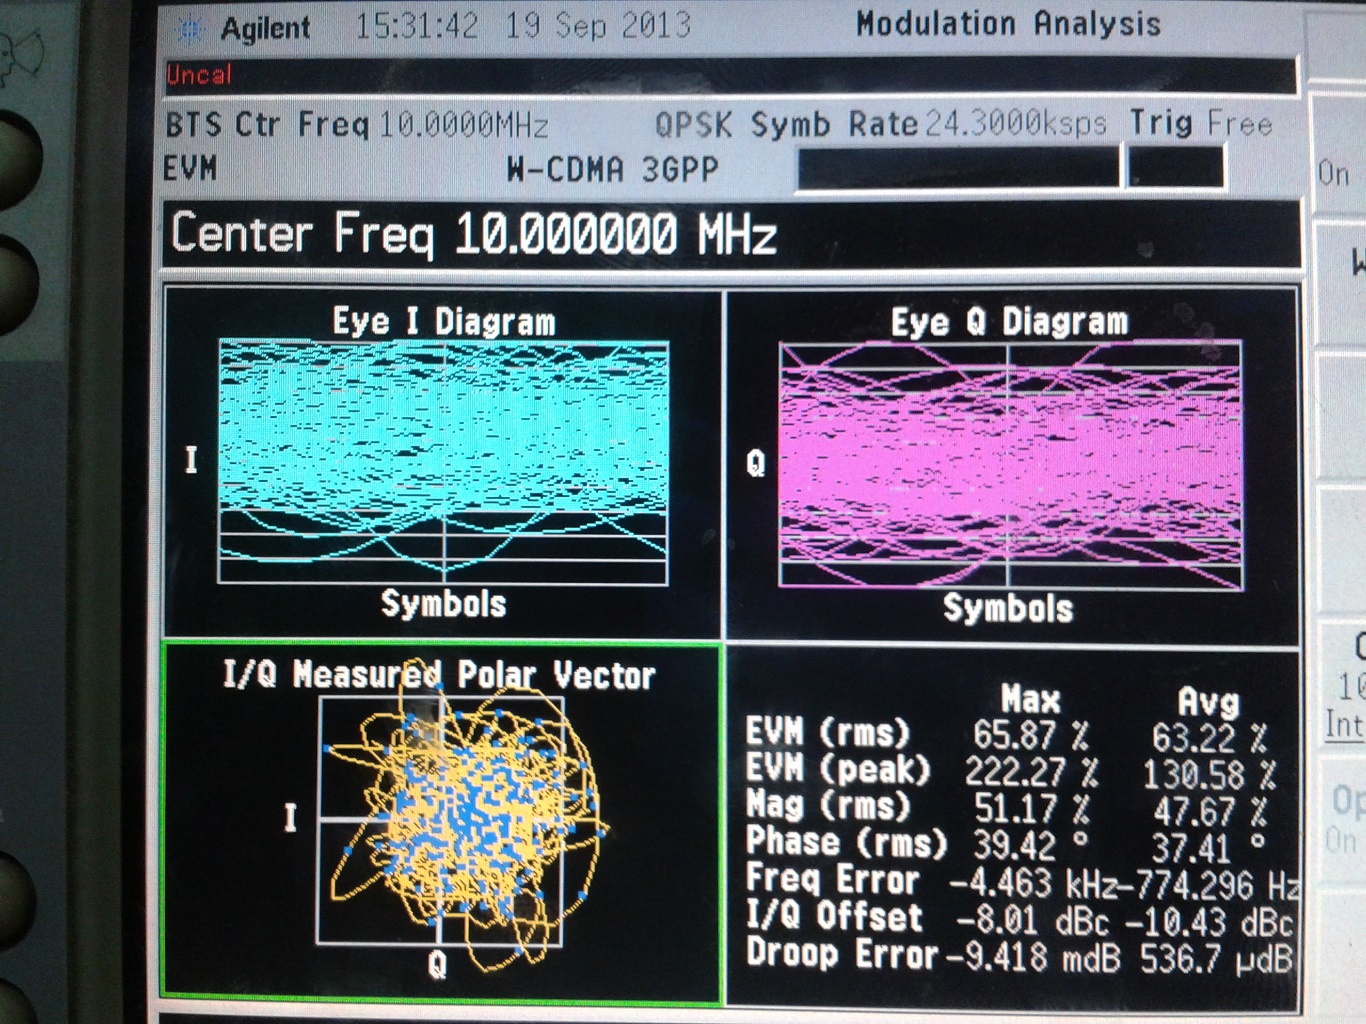 Agilent 15:31:42 19 Sep 2013 Modulation Analysis
Uncal
BTS Ctr Freq 10.0000MHz QPSK Symb Rate 24.3000ksps Trig Free
EVM W-CDMA 3GPP
On
Center Freq 10.000000 MHz
Eye I Diagram
I
Symbols
Eye Q Diagram
Q
Symbols
I/Q Measured Polar Vector
I
Q
Max Avg
EVM (rms) 65.87 % 63.22 %
EVM (peak) 222.27 % 130.58 %
Mag (rms) 51.17 % 47.67 %
Phase (rms) 39.42 ° 37.41 °
Freq Error -4.463 kHz -774.296 Hz
I/Q Offset -8.01 dBc -10.43 dBc
Droop Error -9.418 mdB 536.7 µdB
10
Int
Op
On